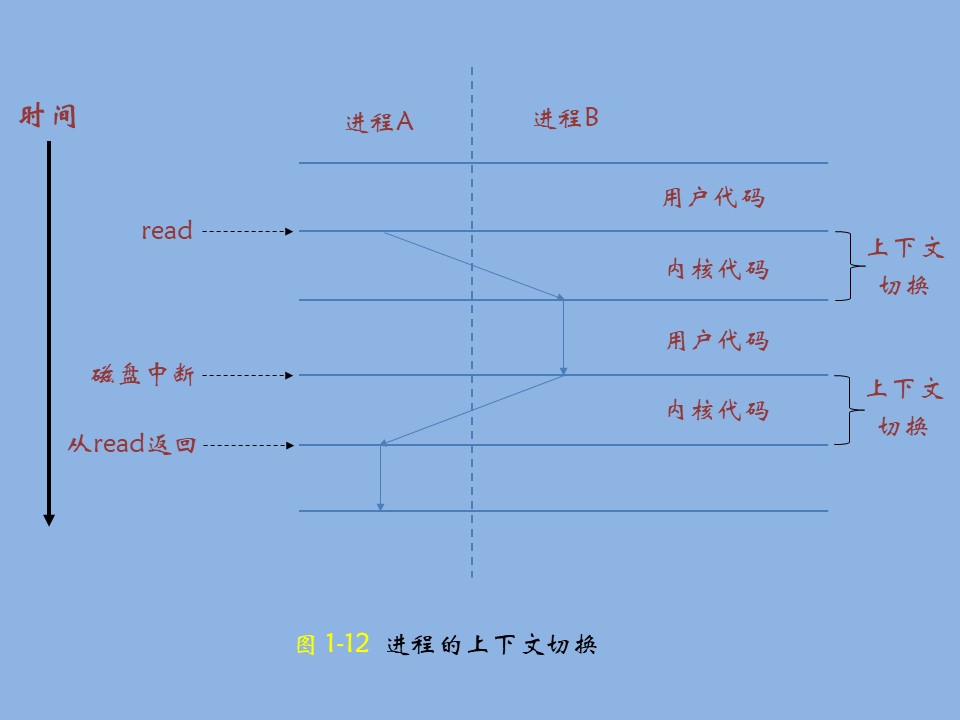 时间
进程A
进程B
用户代码
read
内核代码
上下文
切换
用户代码
磁盘中断
内核代码
上下文
切换
从read返回
图 1-12 进程的上下文切换